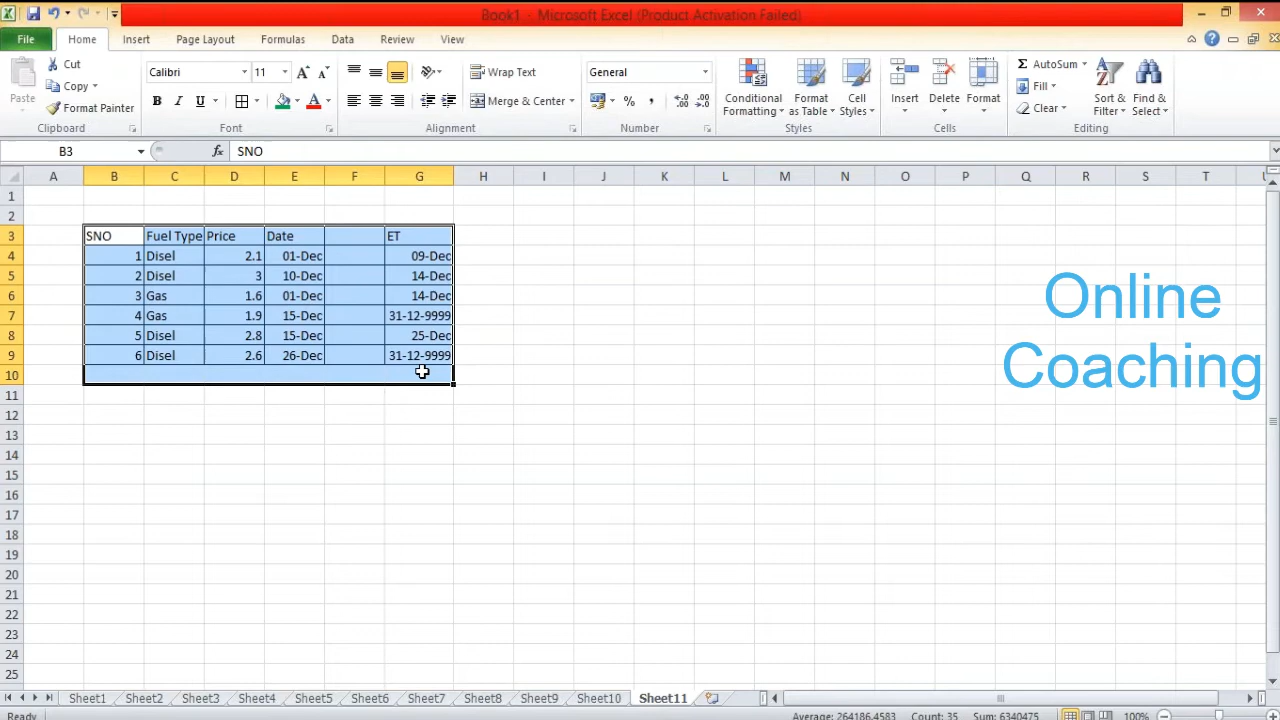 Book1 - Microsoft Excel (Product Activation Failed)
File Home Insert Page Layout Formulas Data Review View
Paste
Cut
Copy
Format Painter
Clipboard
Calibri 11
B I U A
Font
Wrap Text
Merge & Center
Alignment
General
% ,
Number
Conditional Formatting
Format as Table
Cell Styles
Styles
Insert Delete Format
Cells
AutoSum
Fill
Clear
Sort & Filter
Find & Select
Editing
B3 fx SNO
A B C D E F G H I J K L M N O P Q R S T U
1
2
3 SNO Fuel Type Price Date ET
4 1 Disel 2.1 01-Dec 09-Dec
5 2 Disel 3 10-Dec 14-Dec
6 3 Gas 1.6 01-Dec 14-Dec
7 4 Gas 1.9 15-Dec 31-12-9999
8 5 Disel 2.8 15-Dec 25-Dec
9 6 Disel 2.6 26-Dec 31-12-9999
10
11
12
13
14
15
16
17
18
19
20
21
22
23
24
25
Online
Coaching
Sheet1 Sheet2 Sheet3 Sheet4 Sheet5 Sheet6 Sheet7 Sheet8 Sheet9 Sheet10 Sheet11
Ready Average: 264186.4583 Count: 35 Sum: 6340475 100%